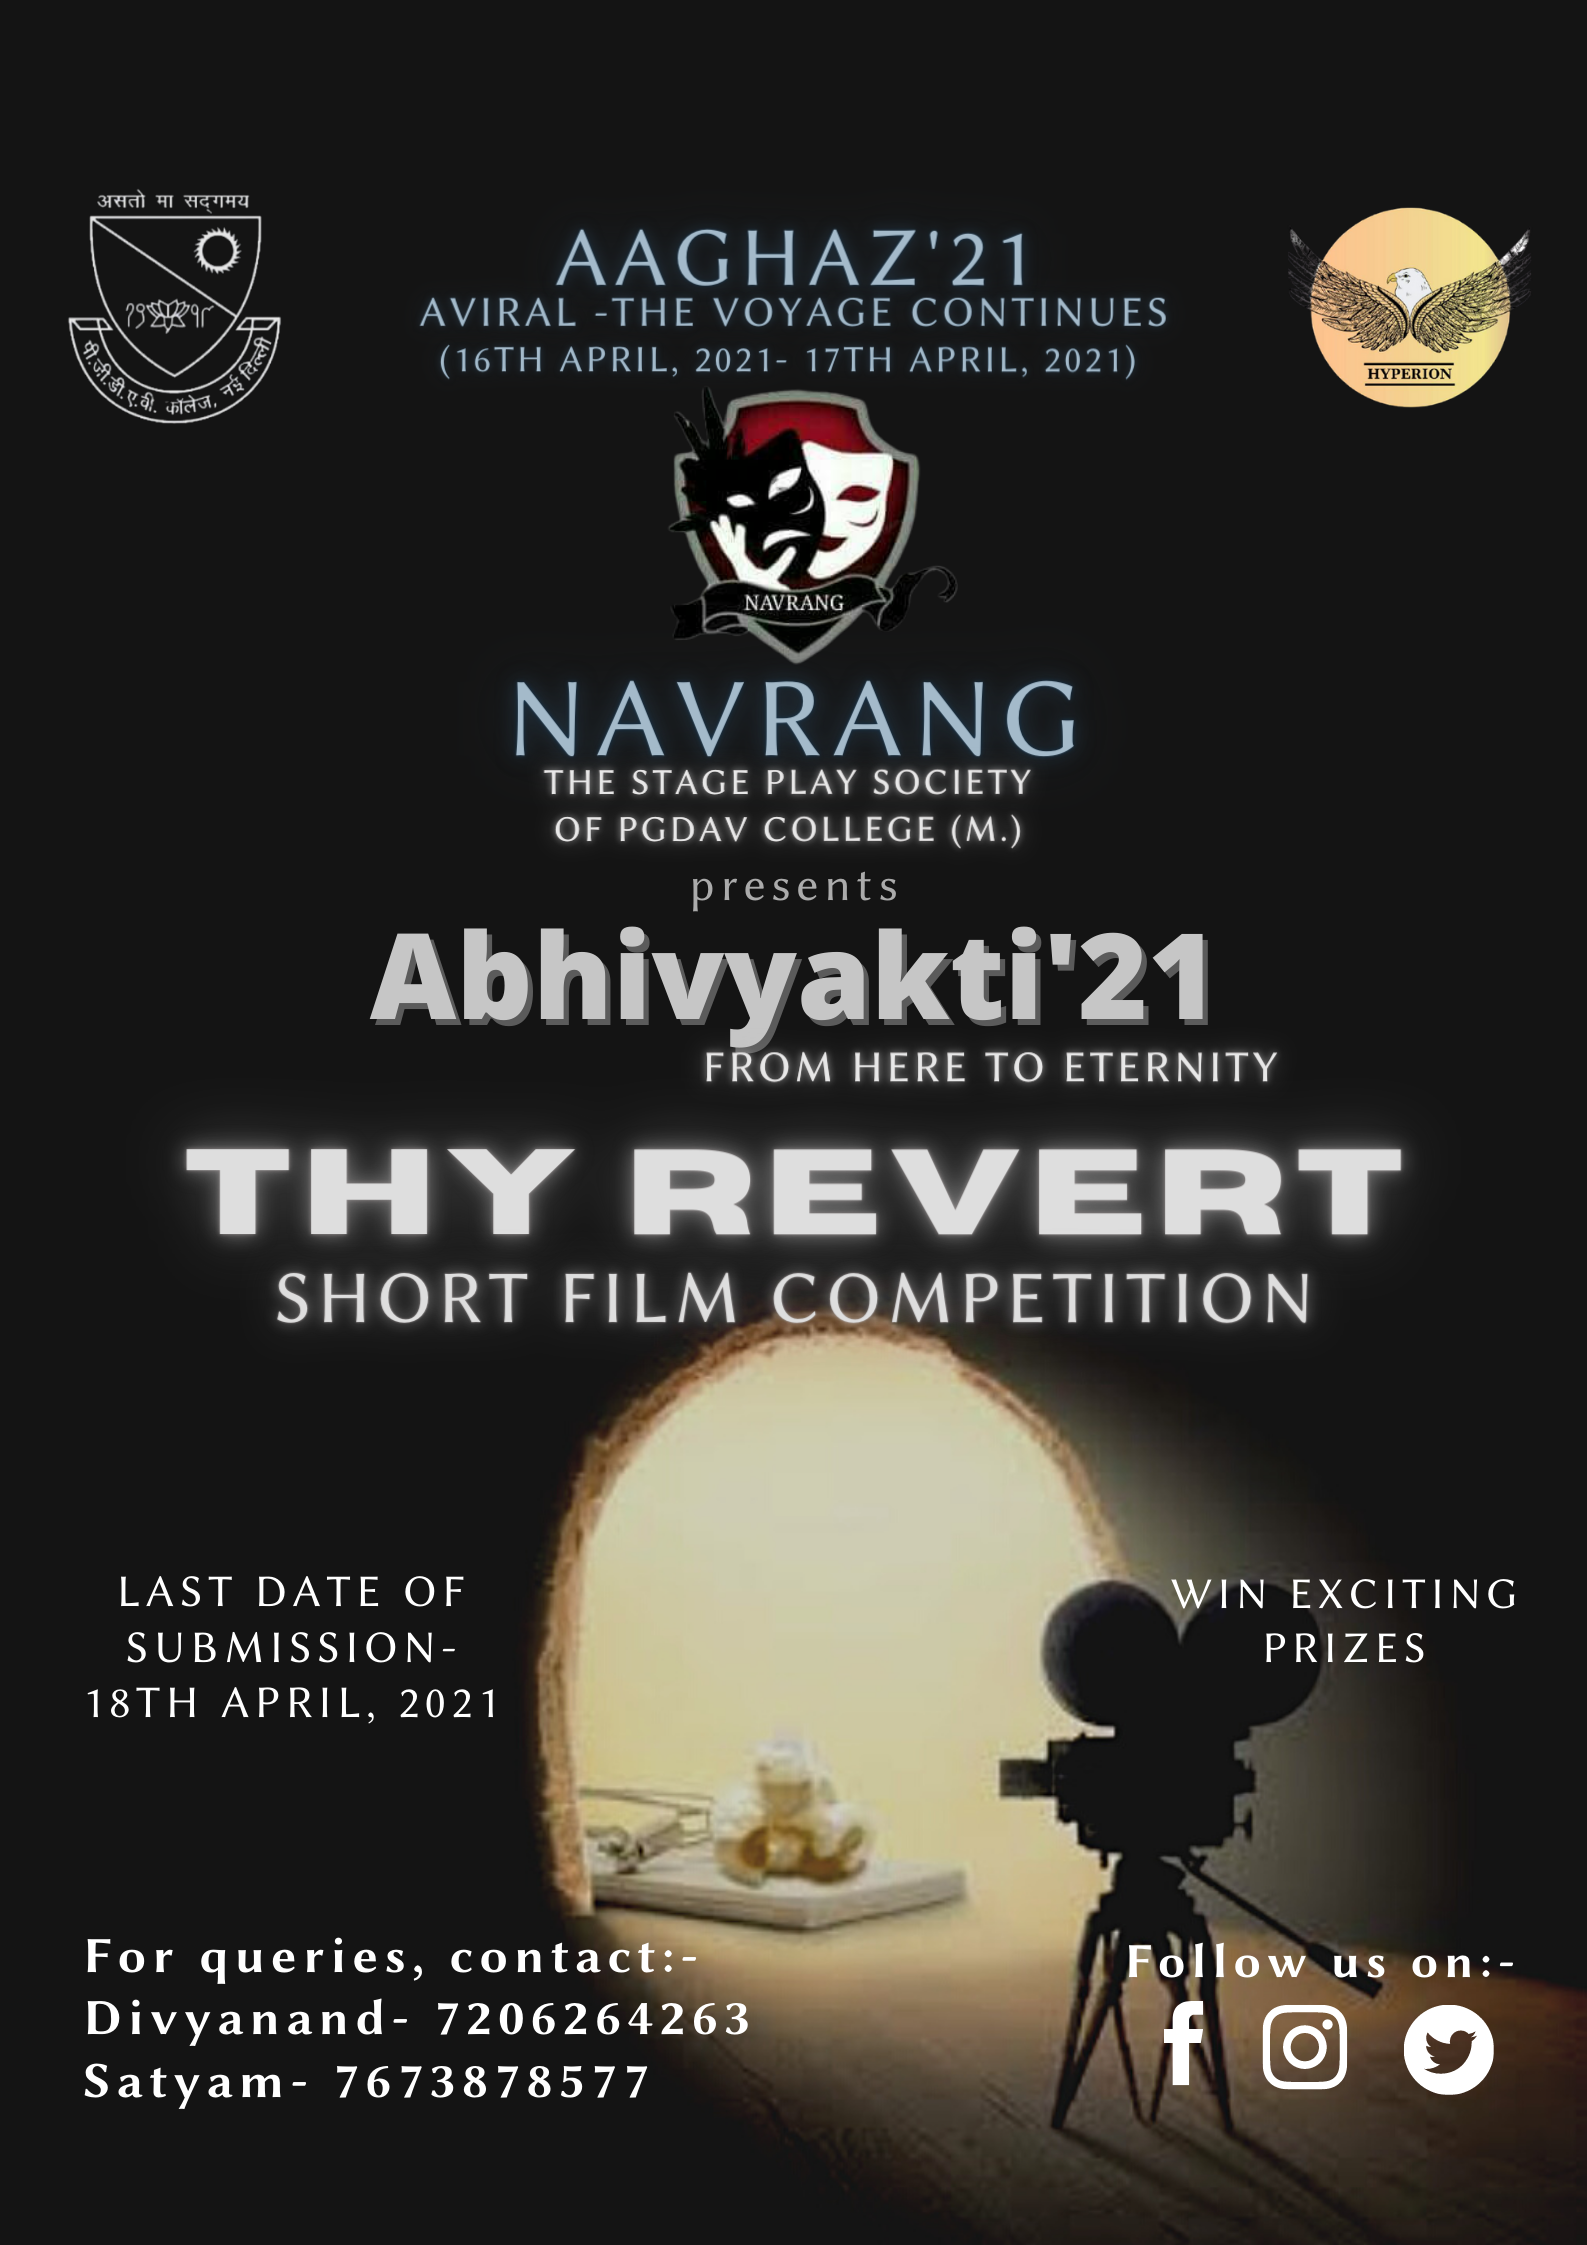 असतो मा सद्गमय
पी.जी.डी.ए.वी. कॉलेज, नई दिल्ली
AAGHAZ'21
AVIRAL -THE VOYAGE CONTINUES
(16TH APRIL, 2021- 17TH APRIL, 2021)
HYPERION
NAVRANG
NAVRANG
THE STAGE PLAY SOCIETY
OF PGDAV COLLEGE (M.)
presents
Abhivyakti'21
FROM HERE TO ETERNITY
THY REVERT
SHORT FILM COMPETITION
LAST DATE OF
SUBMISSION-
18TH APRIL, 2021
WIN EXCITING
PRIZES
For queries, contact:-
Divyanand- 7206264263
Satyam- 7673878577
Follow us on:-